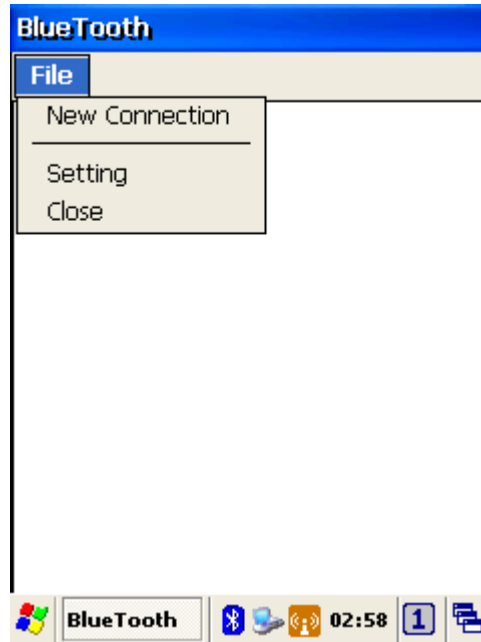 BlueTooth
File
New Connection
Setting
Close
BlueTooth 02:58 1